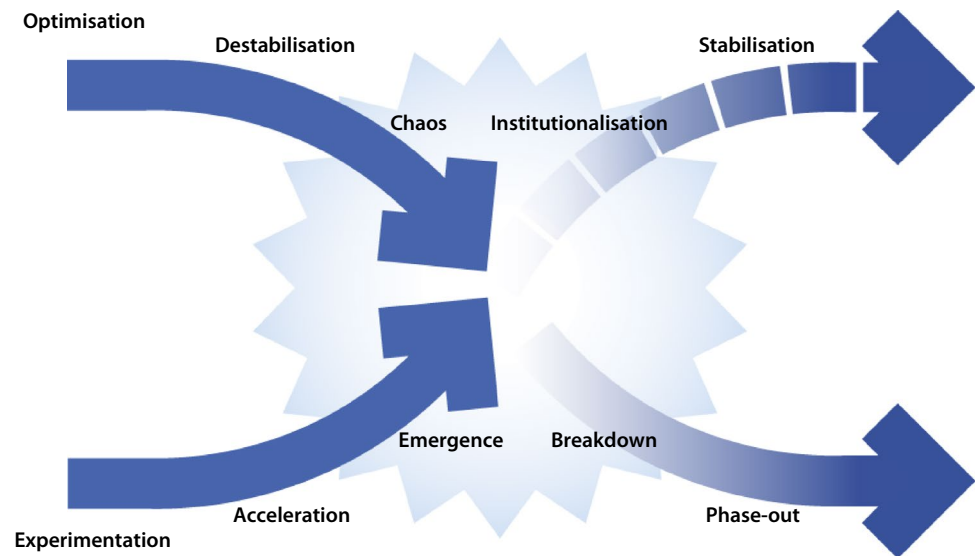 Optimisation
Destabilisation
Stabilisation
Chaos
Institutionalisation
Emergence
Breakdown
Acceleration
Phase-out
Experimentation